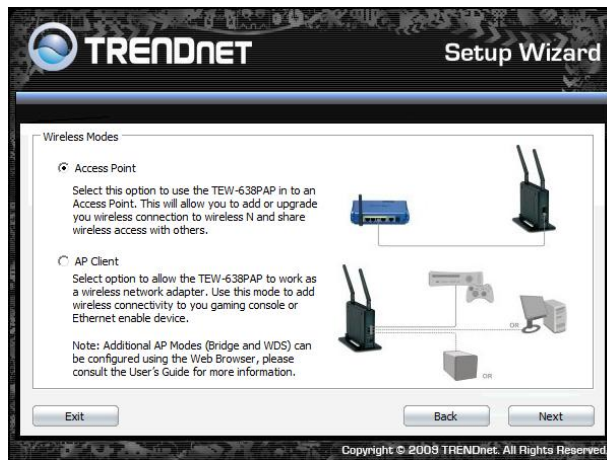 TRENDnet
Setup Wizard
Wireless Modes
Access Point
Select this option to use the TEW-638PAP in to an
Access Point. This will allow you to add or upgrade
you wireless connection to wireless N and share
wireless access with others.
AP Client
Select option to allow the TEW-638PAP to work as
a wireless network adapter. Use this mode to add
wireless connectivity to you gaming console or
Ethernet enable device.
Note: Additional AP Modes (Bridge and WDS) can
be configured using the Web Browser, please
consult the User's Guide for more information.
OR
OR
Exit
Back
Next
Copyright © 2009 TRENDnet. All Rights Reserved